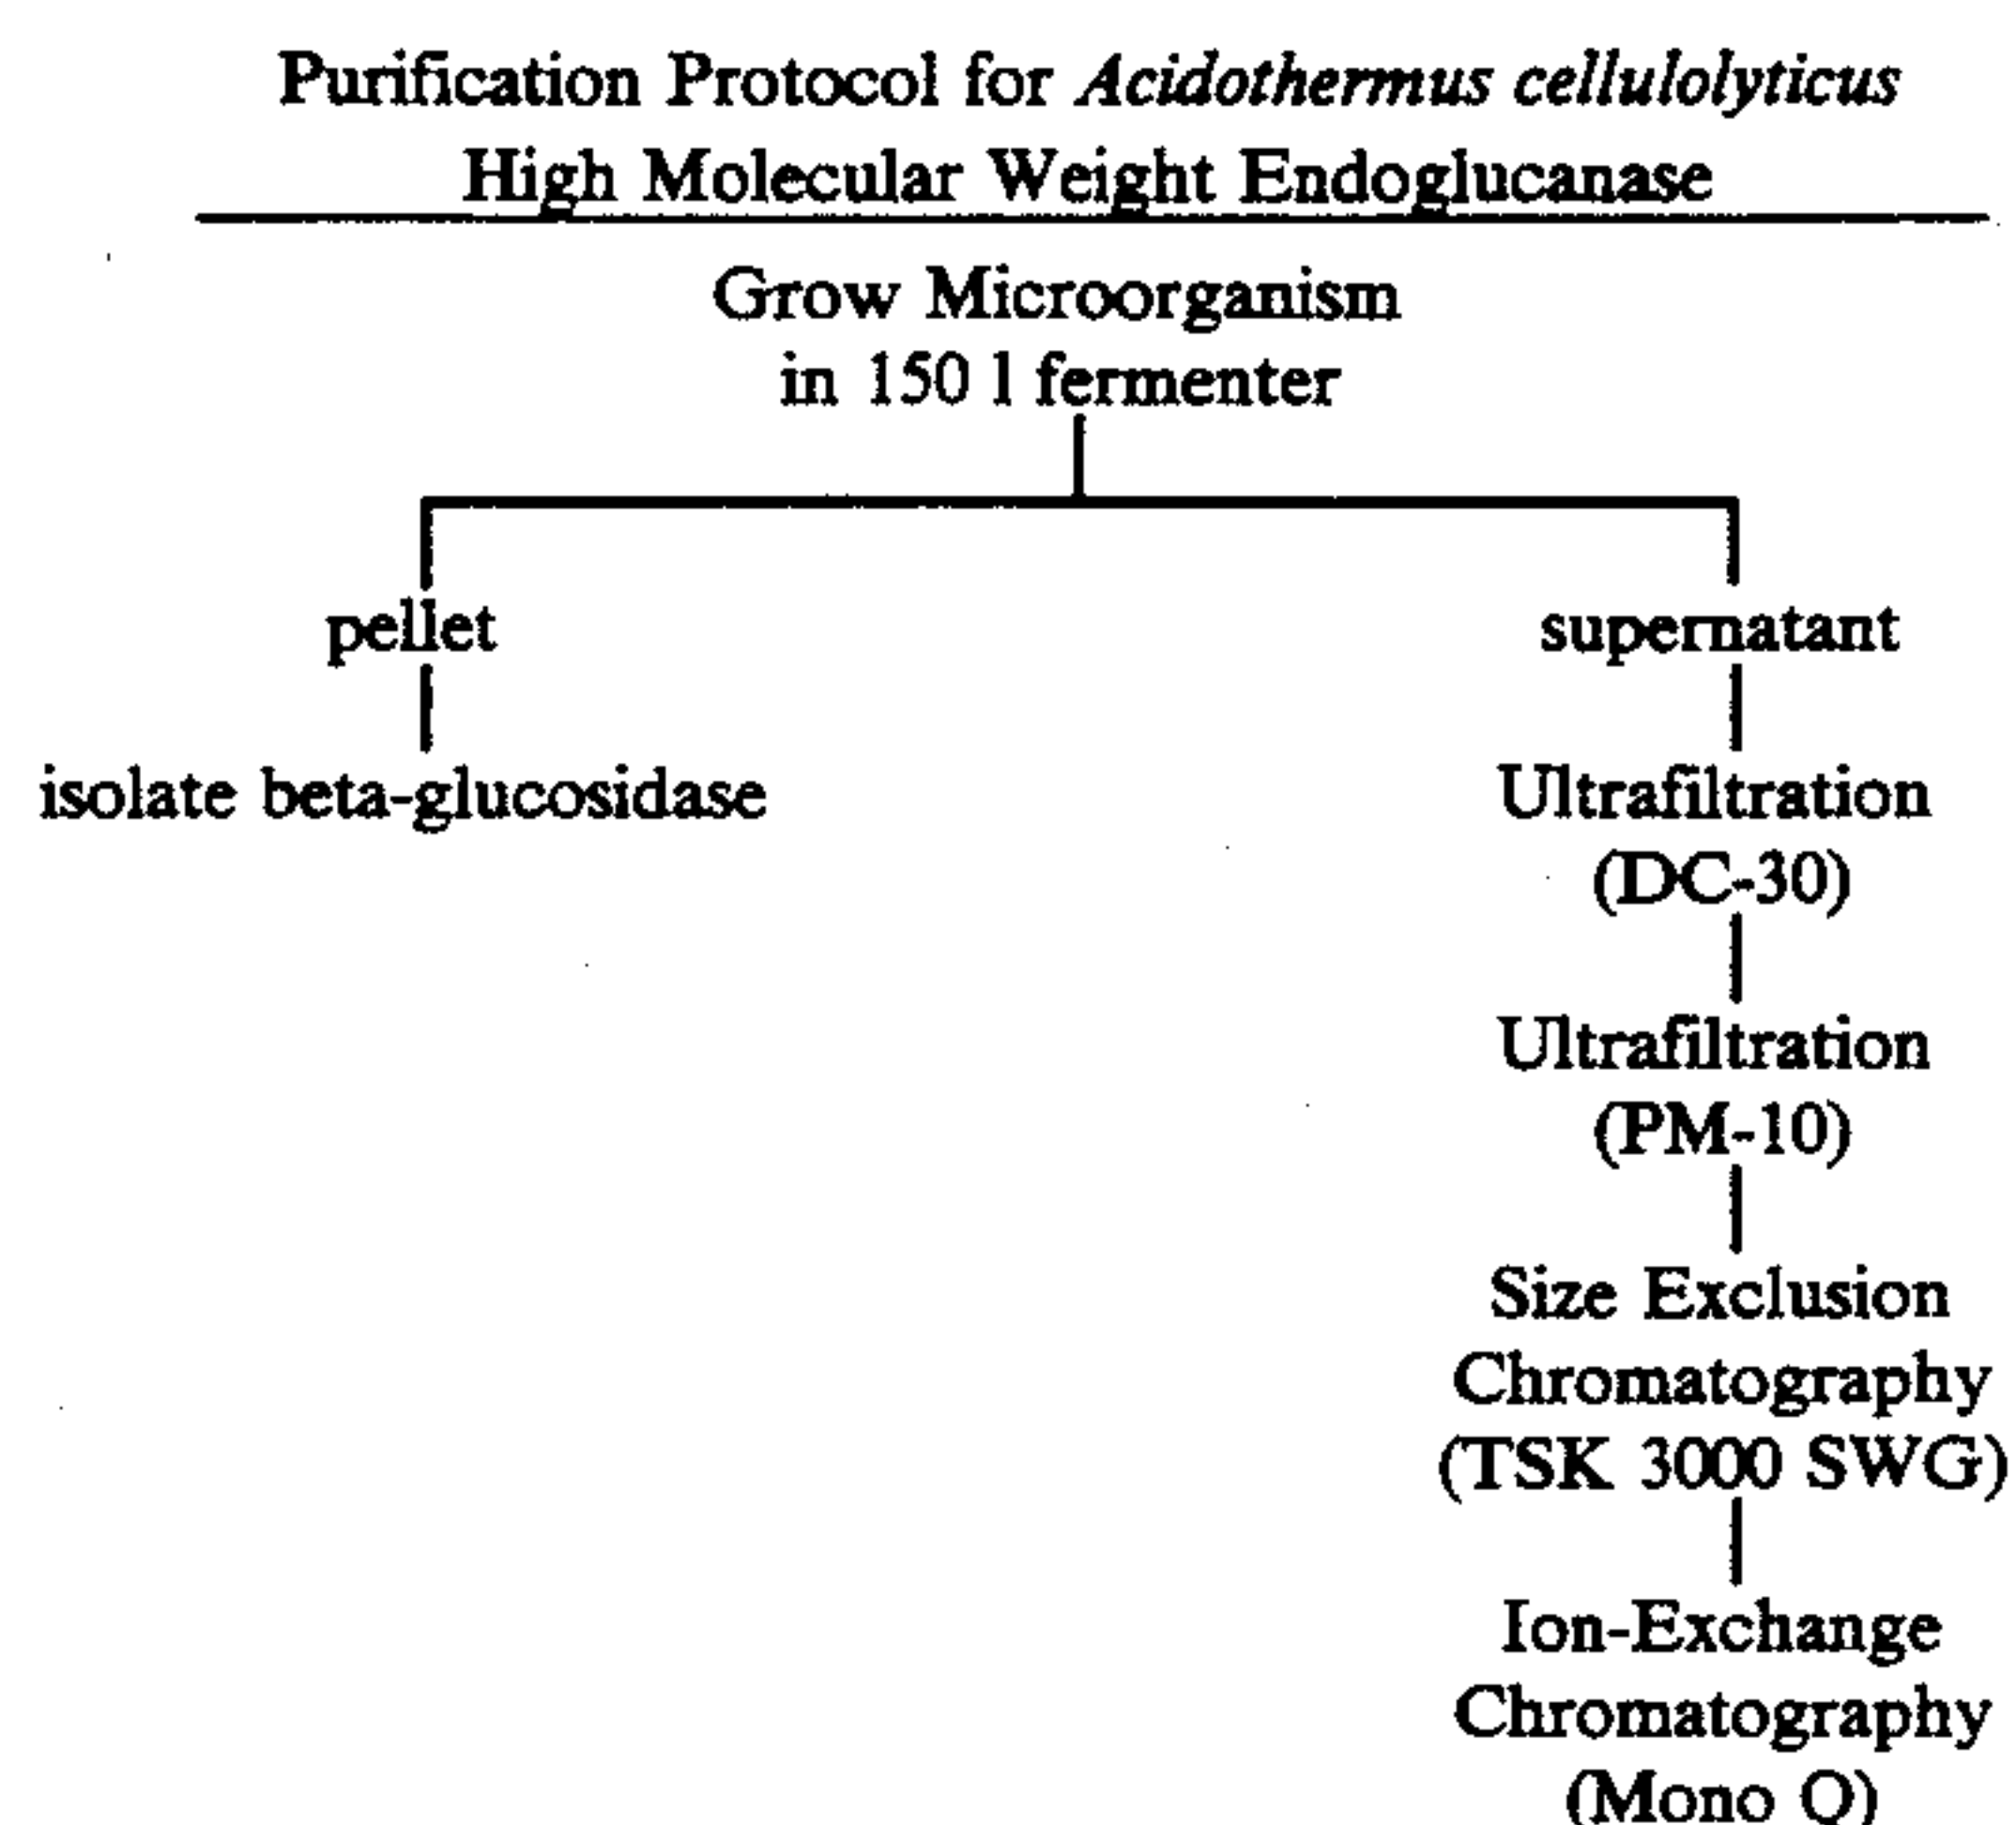 Purification Protocol for Acidothermus cellulolyticus
High Molecular Weight Endoglucanase
Grow Microorganism
in 150 l fermenter
pellet
isolate beta-glucosidase
supernatant
Ultrafiltration
(DC-30)
Ultrafiltration
(PM-10)
Size Exclusion
Chromatography
(TSK 3000 SWG)
Ion-Exchange
Chromatography
(Mono Q)